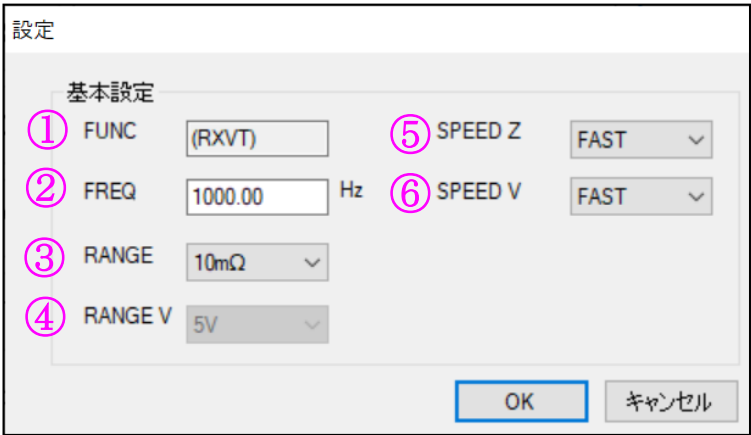 設定
基本設定
① FUNC (RXVT)
② FREQ 1000.00 Hz
③ RANGE 10mΩ
④ RANGE V 5V
⑤ SPEED Z FAST
⑥ SPEED V FAST
OK キャンセル